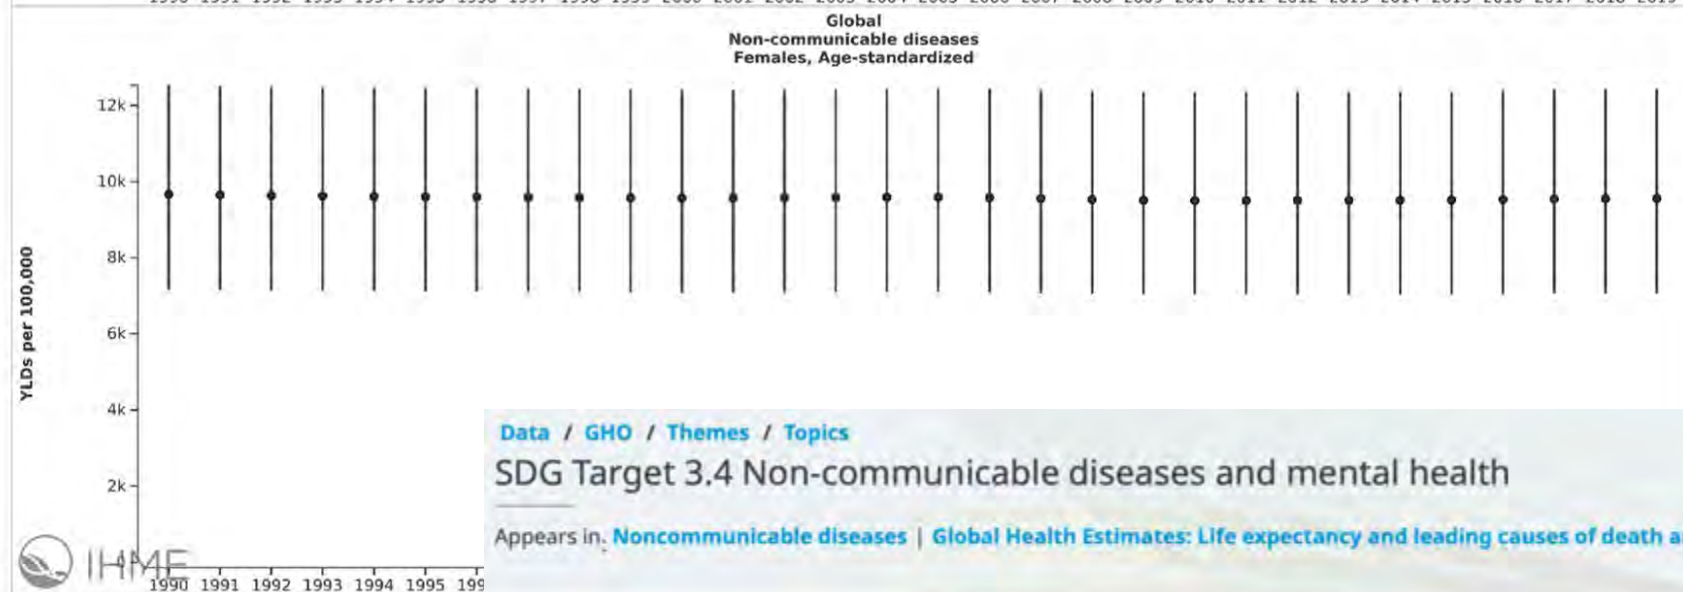 Global
Non-communicable diseases
Females, Age-standardized
YLDs per 100,000
12k
10k
8k
6k
4k
2k
IHME
1990 1991 1992 1993 1994 1995
Data / GHO / Themes / Topics
SDG Target 3.4 Non-communicable diseases and mental health
Appears in: Noncommunicable diseases | Global Health Estimates: Life expectancy and leading causes of death